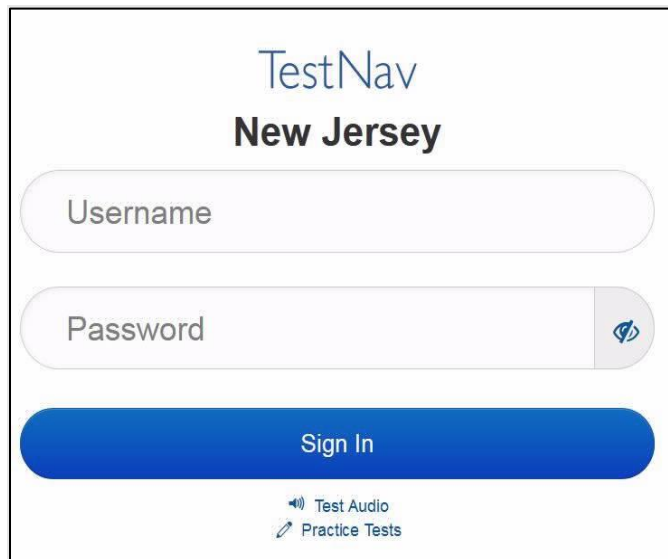 TestNav
New Jersey
Username
Password
Sign In
Test Audio
Practice Tests